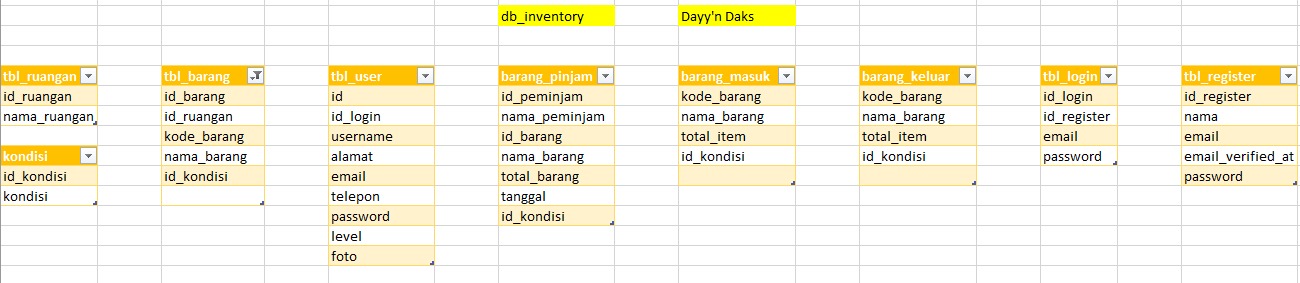 db_inventory Dayy'n Daks
tbl_ruangan tbl_barang tbl_user barang_pinjam barang_masuk barang_keluar tbl_login tbl_register
id_ruangan id_barang id id_peminjam kode_barang kode_barang id_login id_register
nama_ruangan id_ruangan id_login nama_peminjam nama_barang nama_barang id_register nama
kode_barang username id_barang total_item total_item email email
kondisi nama_barang alamat nama_barang id_kondisi id_kondisi password email_verified_at
id_kondisi id_kondisi email total_barang password
kondisi telepon tanggal
password id_kondisi
level
foto